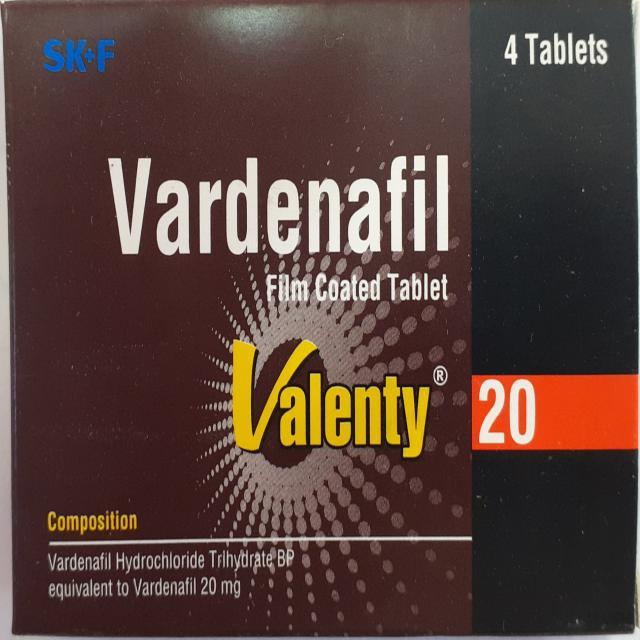 SK+F
4 Tablets
Vardenafil
Film Coated Tablet
Valenty®
20
Composition
Vardenafil Hydrochloride Trihydrate BP
equivalent to Vardenafil 20 mg